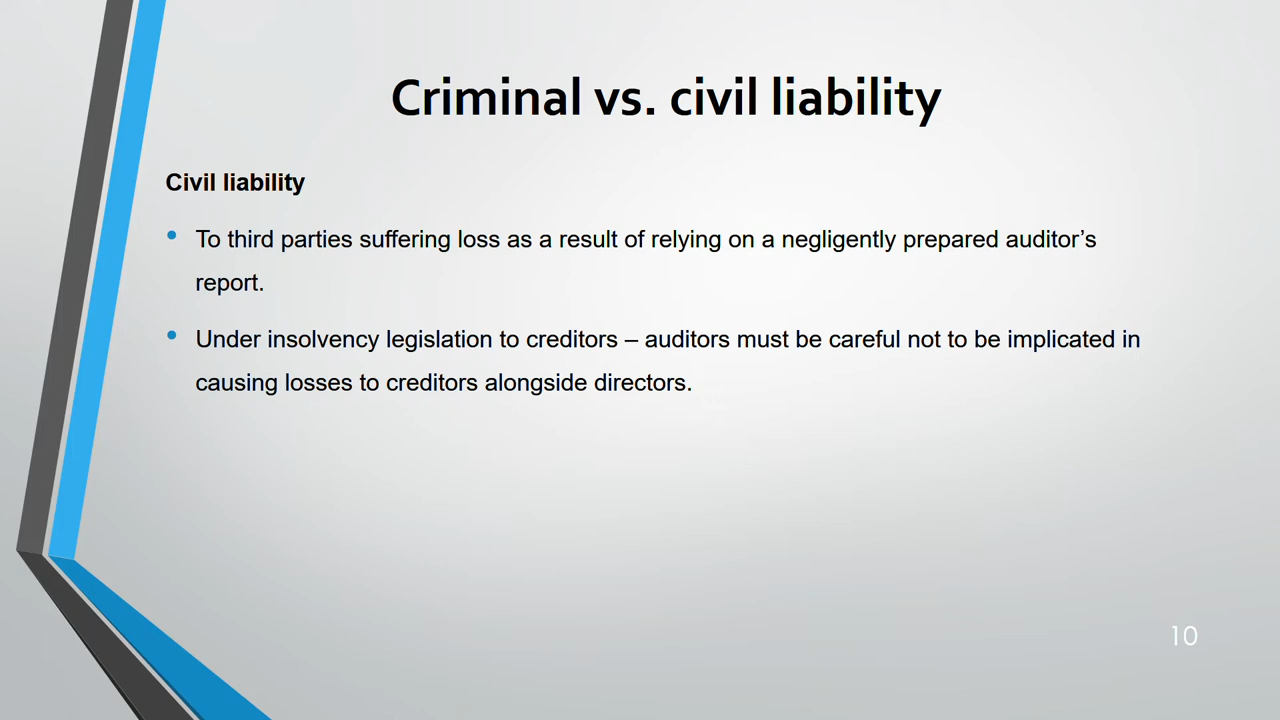 Criminal vs. civil liability
Civil liability
• To third parties suffering loss as a result of relying on a negligently prepared auditor’s
report.
• Under insolvency legislation to creditors – auditors must be careful not to be implicated in
causing losses to creditors alongside directors.
10